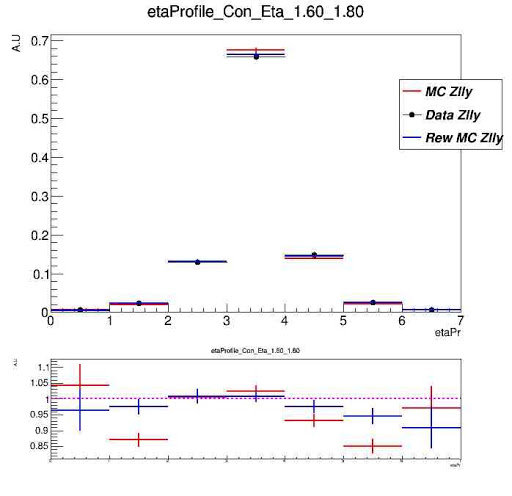 etaProfile_Con_Eta_1.60_1.80
A.U
0.7
0.6
0.5
0.4
0.3
0.2
0.1
0
0 1 2 3 4 5 6 7
etaPr
MC Zlly
Data Zlly
Rew MC Zlly
etaProfile_Con_Eta_1.60_1.80
A.U
1.1
1.05
1
0.95
0.9
0.85
etaPr